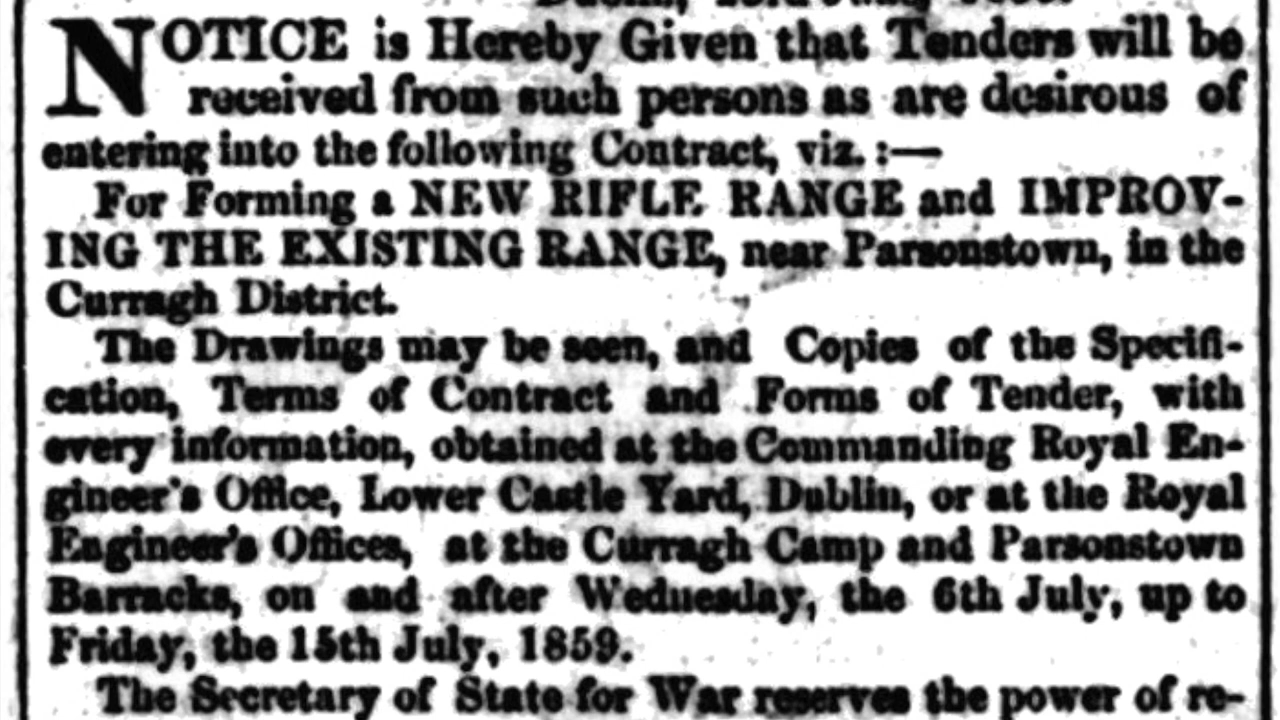 NOTICE is Hereby Given that Tenders will be
received from such persons as are desirous of
entering into the following Contract, viz. :—
For Forming a NEW RIFLE RANGE and IMPROV-
ING THE EXISTING RANGE, near Parsonstown, in the
Curragh District.
The Drawings may be seen, and Copies of the Specifi-
cation, Terms of Contract and Forms of Tender, with
every information, obtained at the Commanding Royal En-
gineer's Office, Lower Castle Yard, Dublin, or at the Royal
Engineer's Offices, at the Curragh Camp and Parsonstown
Barracks, on and after Wednesday, the 6th July, up to
Friday, the 15th July, 1859.
The Secretary of State for War reserves the power of re-